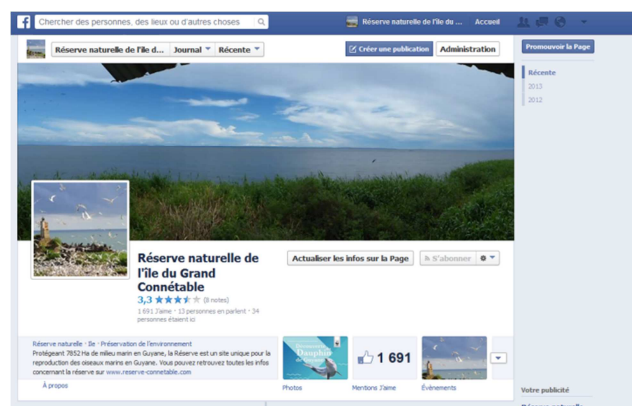 Chercher des personnes, des lieux ou d'autres choses
Réserve naturelle de l'île du ... Accueil
Réserve naturelle de l'île d... Journal Récente
Créer une publication Administration
Promouvoir la Page
Récente
2013
2012
Réserve naturelle de
l'île du Grand
Connétable
Actualiser les infos sur la Page S'abonner
3,3 (8 notes)
1 691 J'aime · 13 personnes en parlent · 34
personnes étaient ici
Réserve naturelle · Île · Préservation de l'environnement
Protégeant 7852 Ha de milieu marin en Guyane, la Réserve est un site unique pour la
reproduction des oiseaux marins en Guyane. Vous pouvez retrouvez toutes les infos
concernant la réserve sur www.reserve-connetable.com
À propos
Dauphin
1 691
Photos
Mentions J'aime
Évènements
Votre publicité
Réserve naturelle